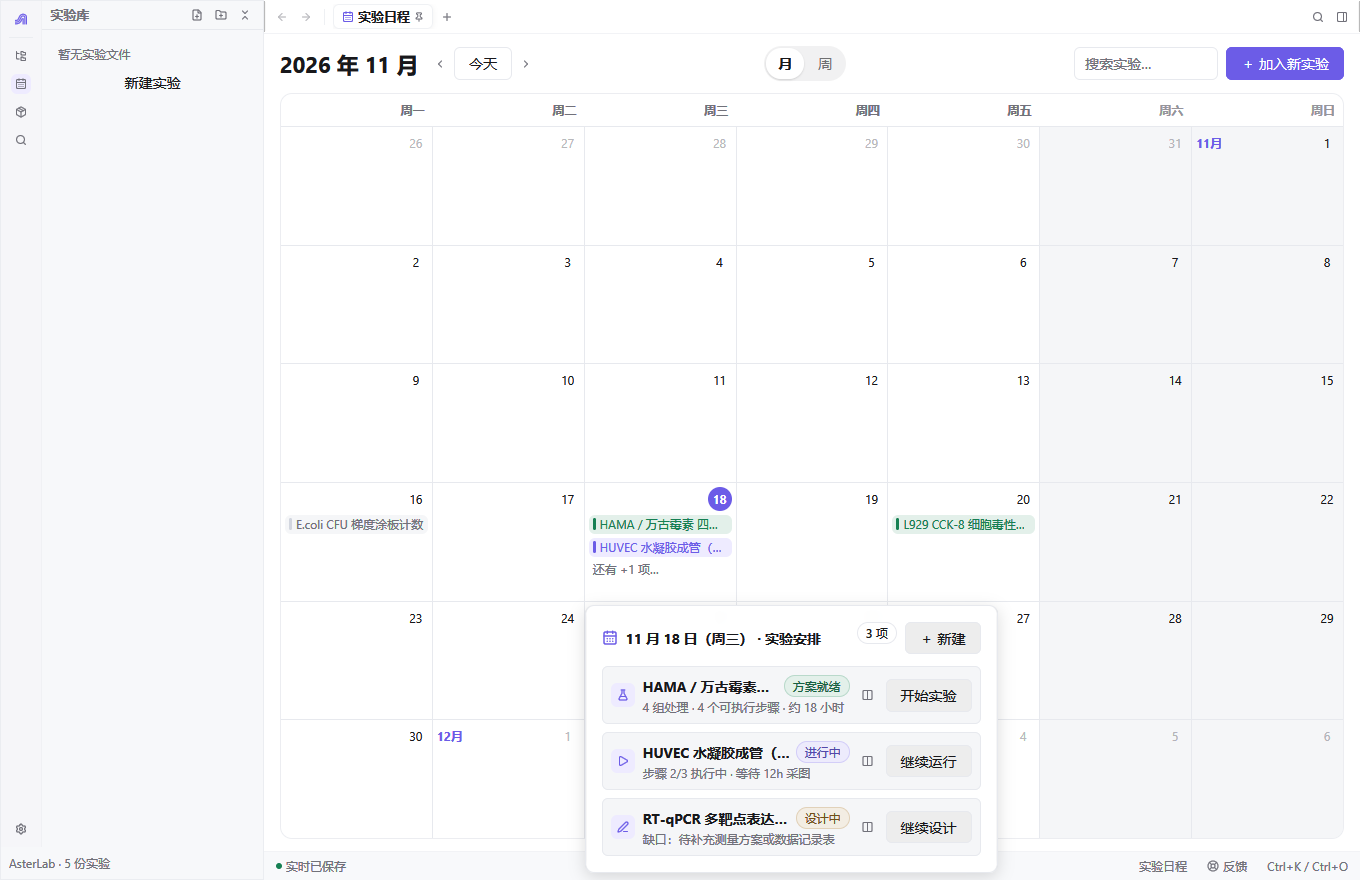 实验库
实验日程
暂无实验文件
新建实验
2026 年 11 月
今天
月
周
搜索实验...
+ 加入新实验
周一 周二 周三 周四 周五 周六 周日
26 27 28 29 30 31 11月 1
2 3 4 5 6 7 8
9 10 11 12 13 14 15
16 17 18 19 20 21 22
E.coli CFU 梯度涂板计数
HAMA / 万古霉素 四...
L929 CCK-8 细胞毒性...
HUVEC 水凝胶成管（...
还有 +1 项...
23 24 27 28 29
11 月 18 日（周三） · 实验安排
3 项
+ 新建
HAMA / 万古霉素...
方案就绪
4 组处理 · 4 个可执行步骤 · 约 18 小时
开始实验
30 12月 1 4 5 6
HUVEC 水凝胶成管（...
进行中
步骤 2/3 执行中 · 等待 12h 采图
继续运行
RT-qPCR 多靶点表达...
设计中
缺口：待补充测量方案或数据记录表
继续设计
AsterLab · 5 份实验
实时已保存
实验日程
反馈
Ctrl+K / Ctrl+O